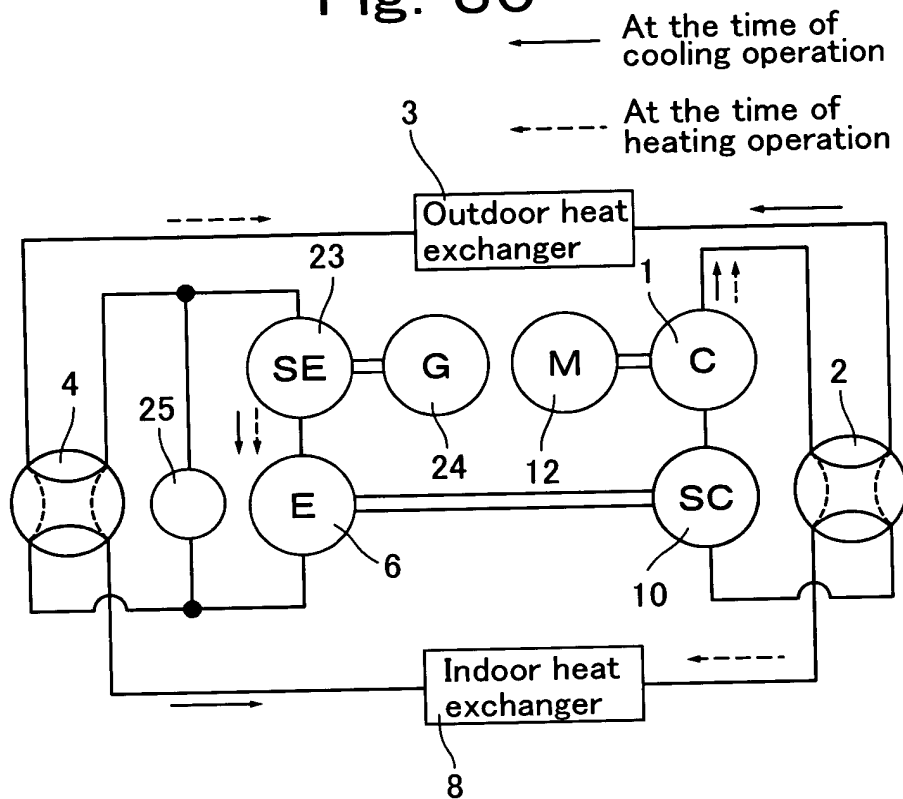 At the time of
cooling operation
At the time of
heating operation
3
Outdoor heat
exchanger
23
1
SE
G
M
C
4
25
2
24
12
E
SC
6
10
Indoor heat
exchanger
8